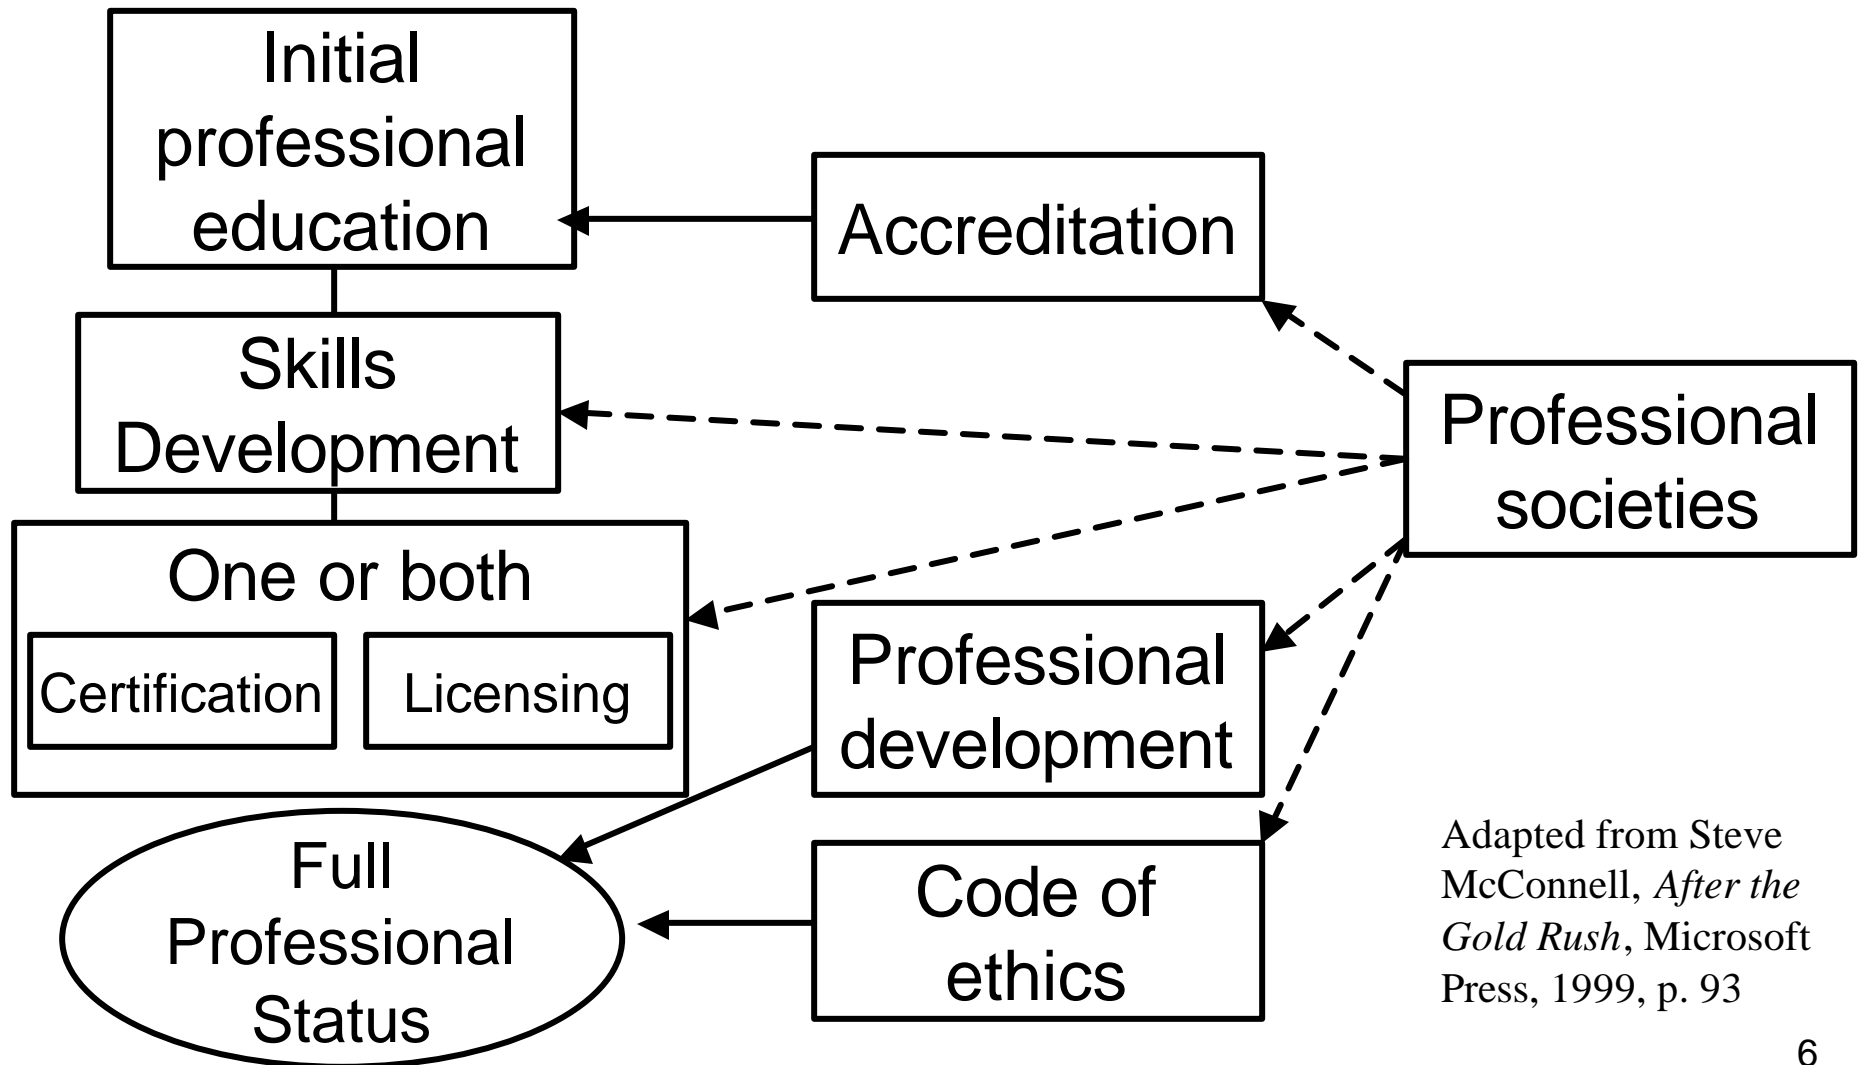 Initial
professional
education
Accreditation
Skills
Development
Professional
societies
One or both
Certification
Licensing
Professional
development
Full
Professional
Status
Code of
ethics
Adapted from Steve
McConnell, After the
Gold Rush, Microsoft
Press, 1999, p. 93
6